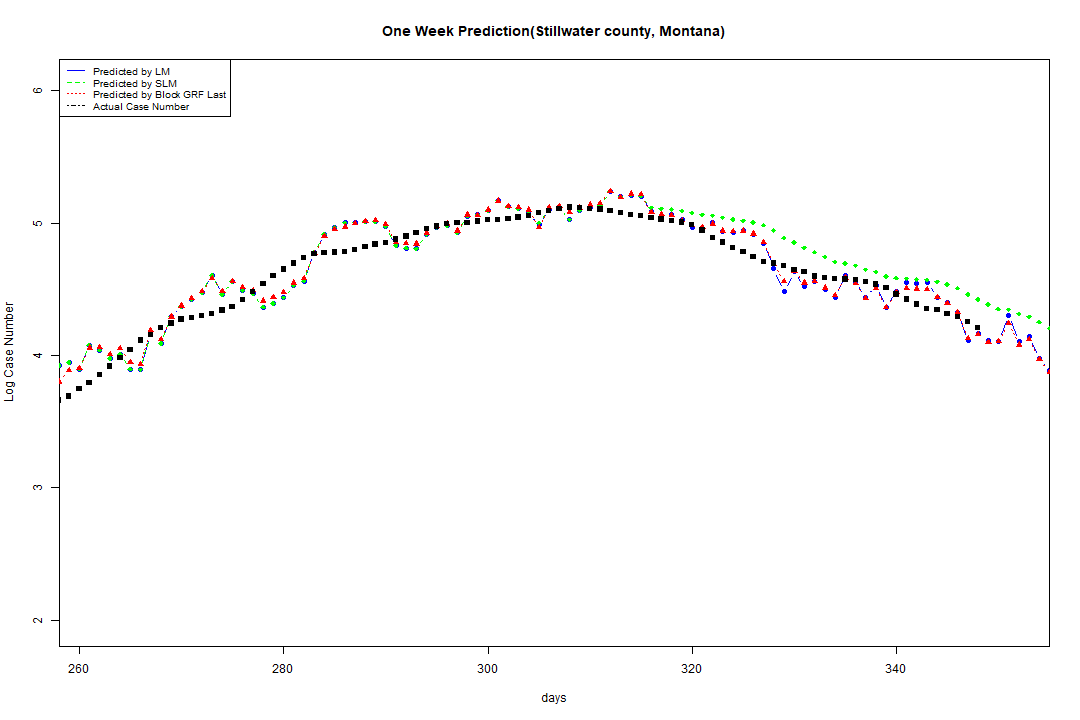 One Week Prediction(Stillwater county, Montana)
Predicted by LM
Predicted by SLM
Predicted by Block GRF Last
Actual Case Number
6
5
4
3
2
Log Case Number
260 280 300 320 340
days